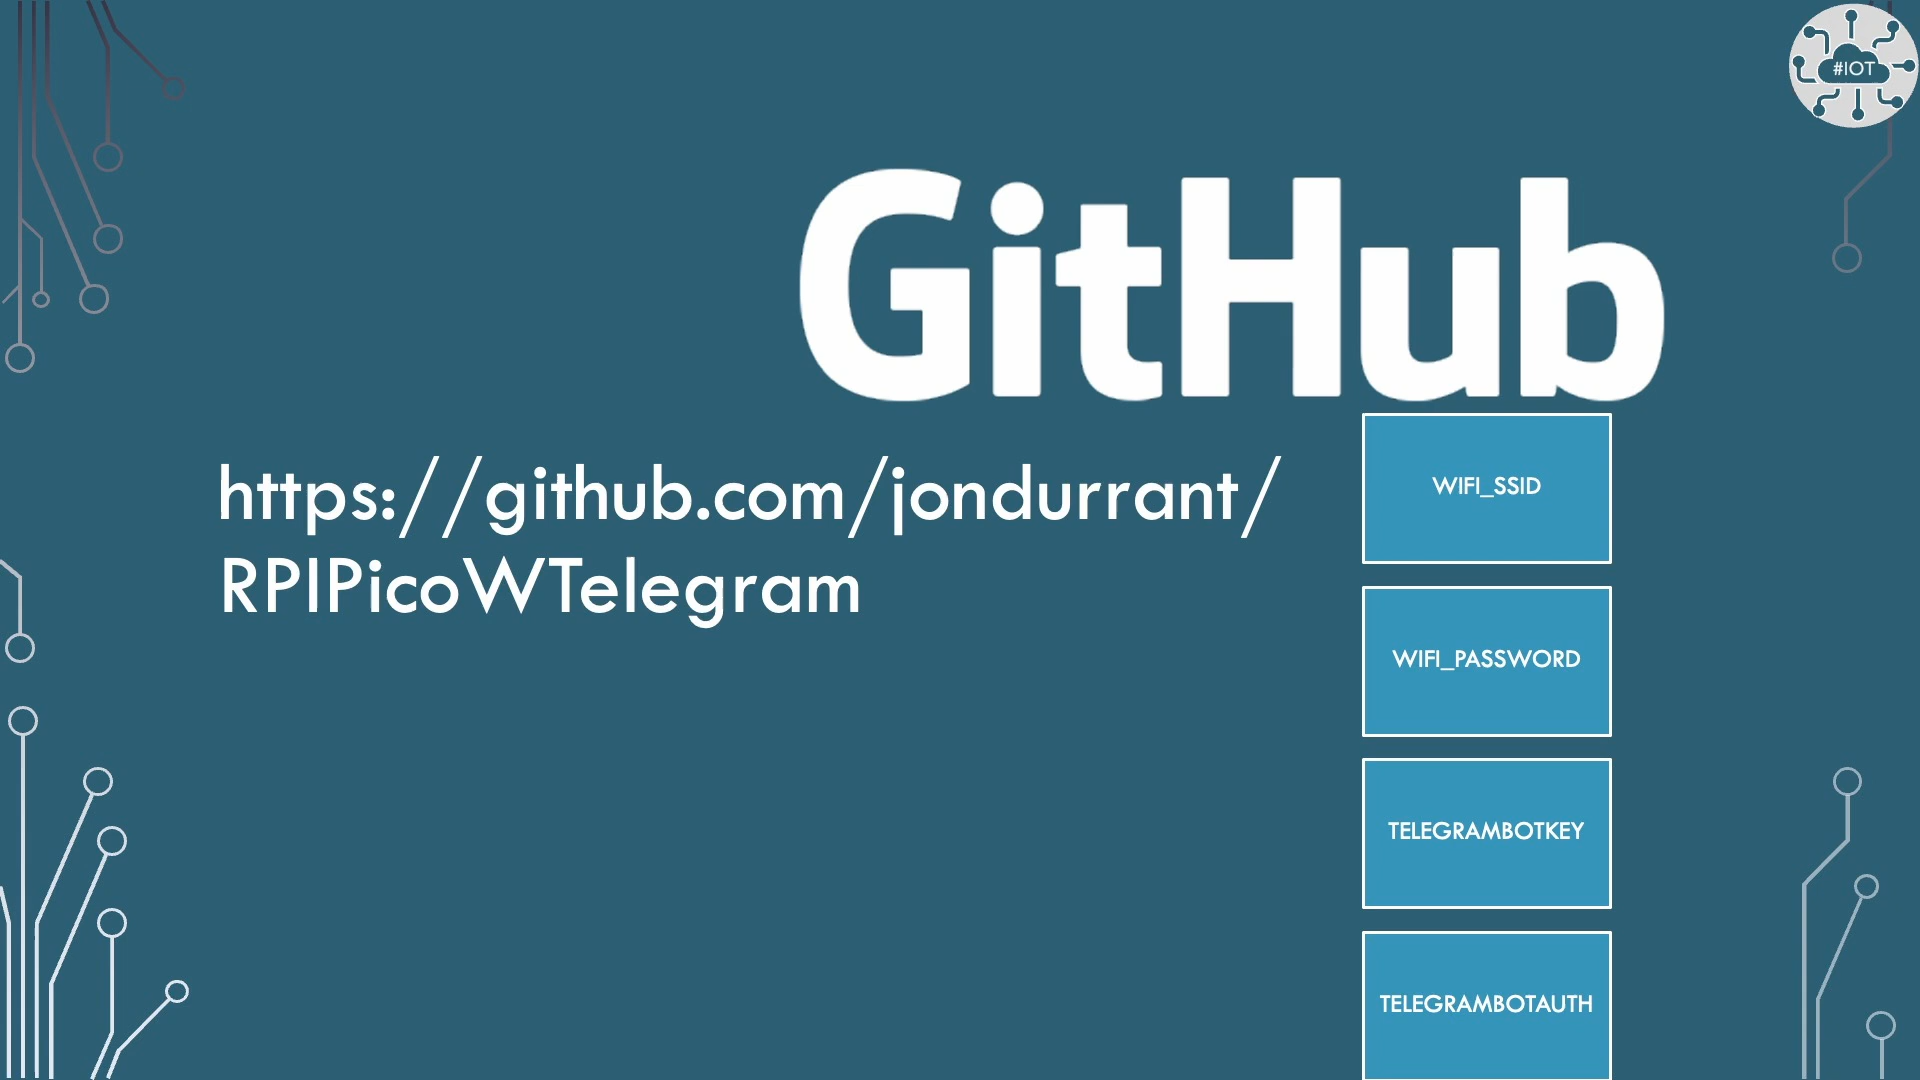 #IOT
GitHub
https://github.com/jondurrant/
RPIPicoWTelegram
WIFI_SSID
WIFI_PASSWORD
TELEGRAMBOTKEY
TELEGRAMBOTAUTH